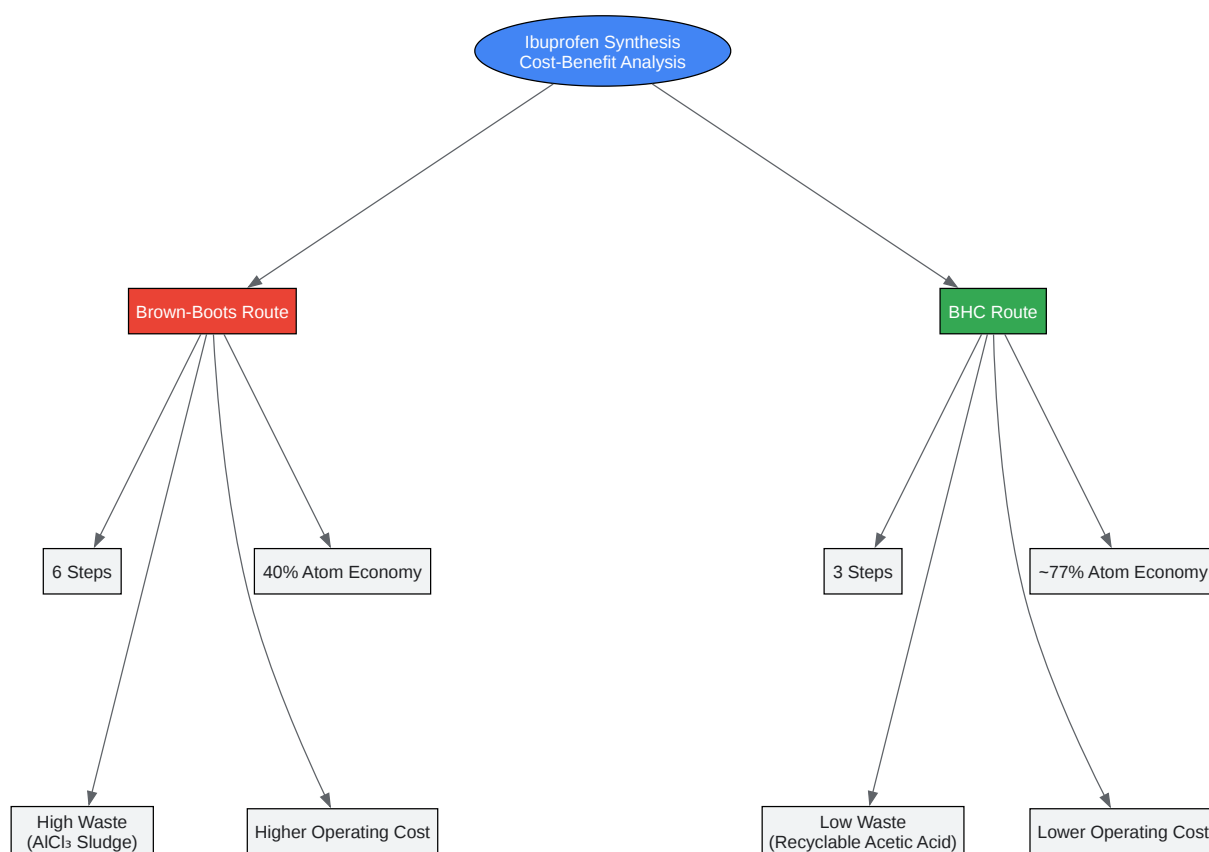 Ibuprofen Synthesis
Cost-Benefit Analysis
Brown-Boots Route
BHC Route
6 Steps
40% Atom Economy
3 Steps
~77% Atom Economy
High Waste
(AlCl₃ Sludge)
Higher Operating Cost
Low Waste
(Recyclable Acetic Acid)
Lower Operating Cost